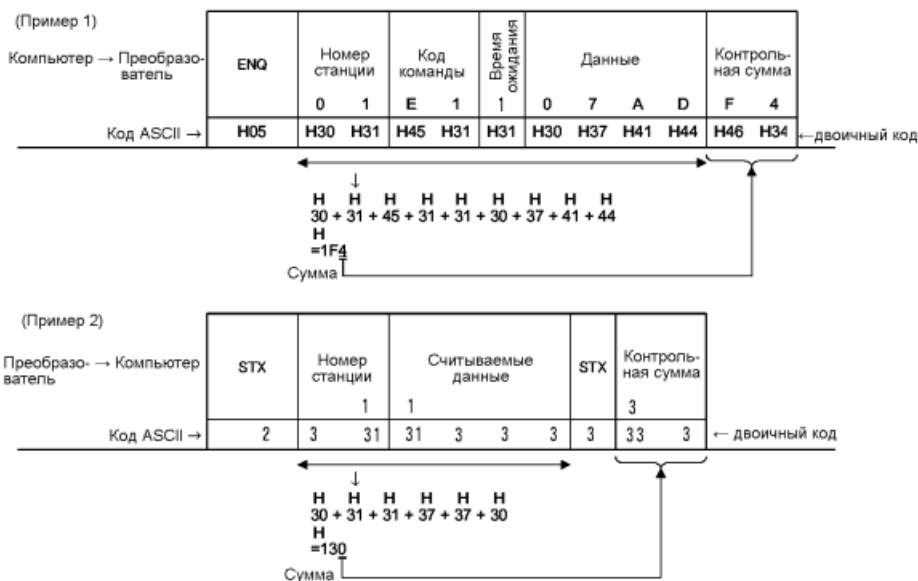 (Пример 1)
Компьютер → Преобразо-
ватель
ENQ
Номер
станции
Код
команды
Время
ожидания
Данные
Контроль-
ная сумма
0 1 E 1 1 0 7 A D F 4
Код ASCII → H05 H30 H31 H45 H31 H31 H30 H37 H41 H44 H46 H34 ←двоичный код
↓
H H H H H H H H
30 + 31 + 45 + 31 + 31 + 30 + 37 + 41 + 44
H
=1F4
Сумма
(Пример 2)
Преобразо- → Компьютер
ватель
STX
Номер
станции
Считываемые
данные
STX
Контроль-
ная сумма
1 1 3
Код ASCII → 2 3 31 31 3 3 3 3 33 3 ← двоичный код
↓
H H H H H H
30 + 31 + 31 + 37 + 37 + 30
H
=130
Сумма